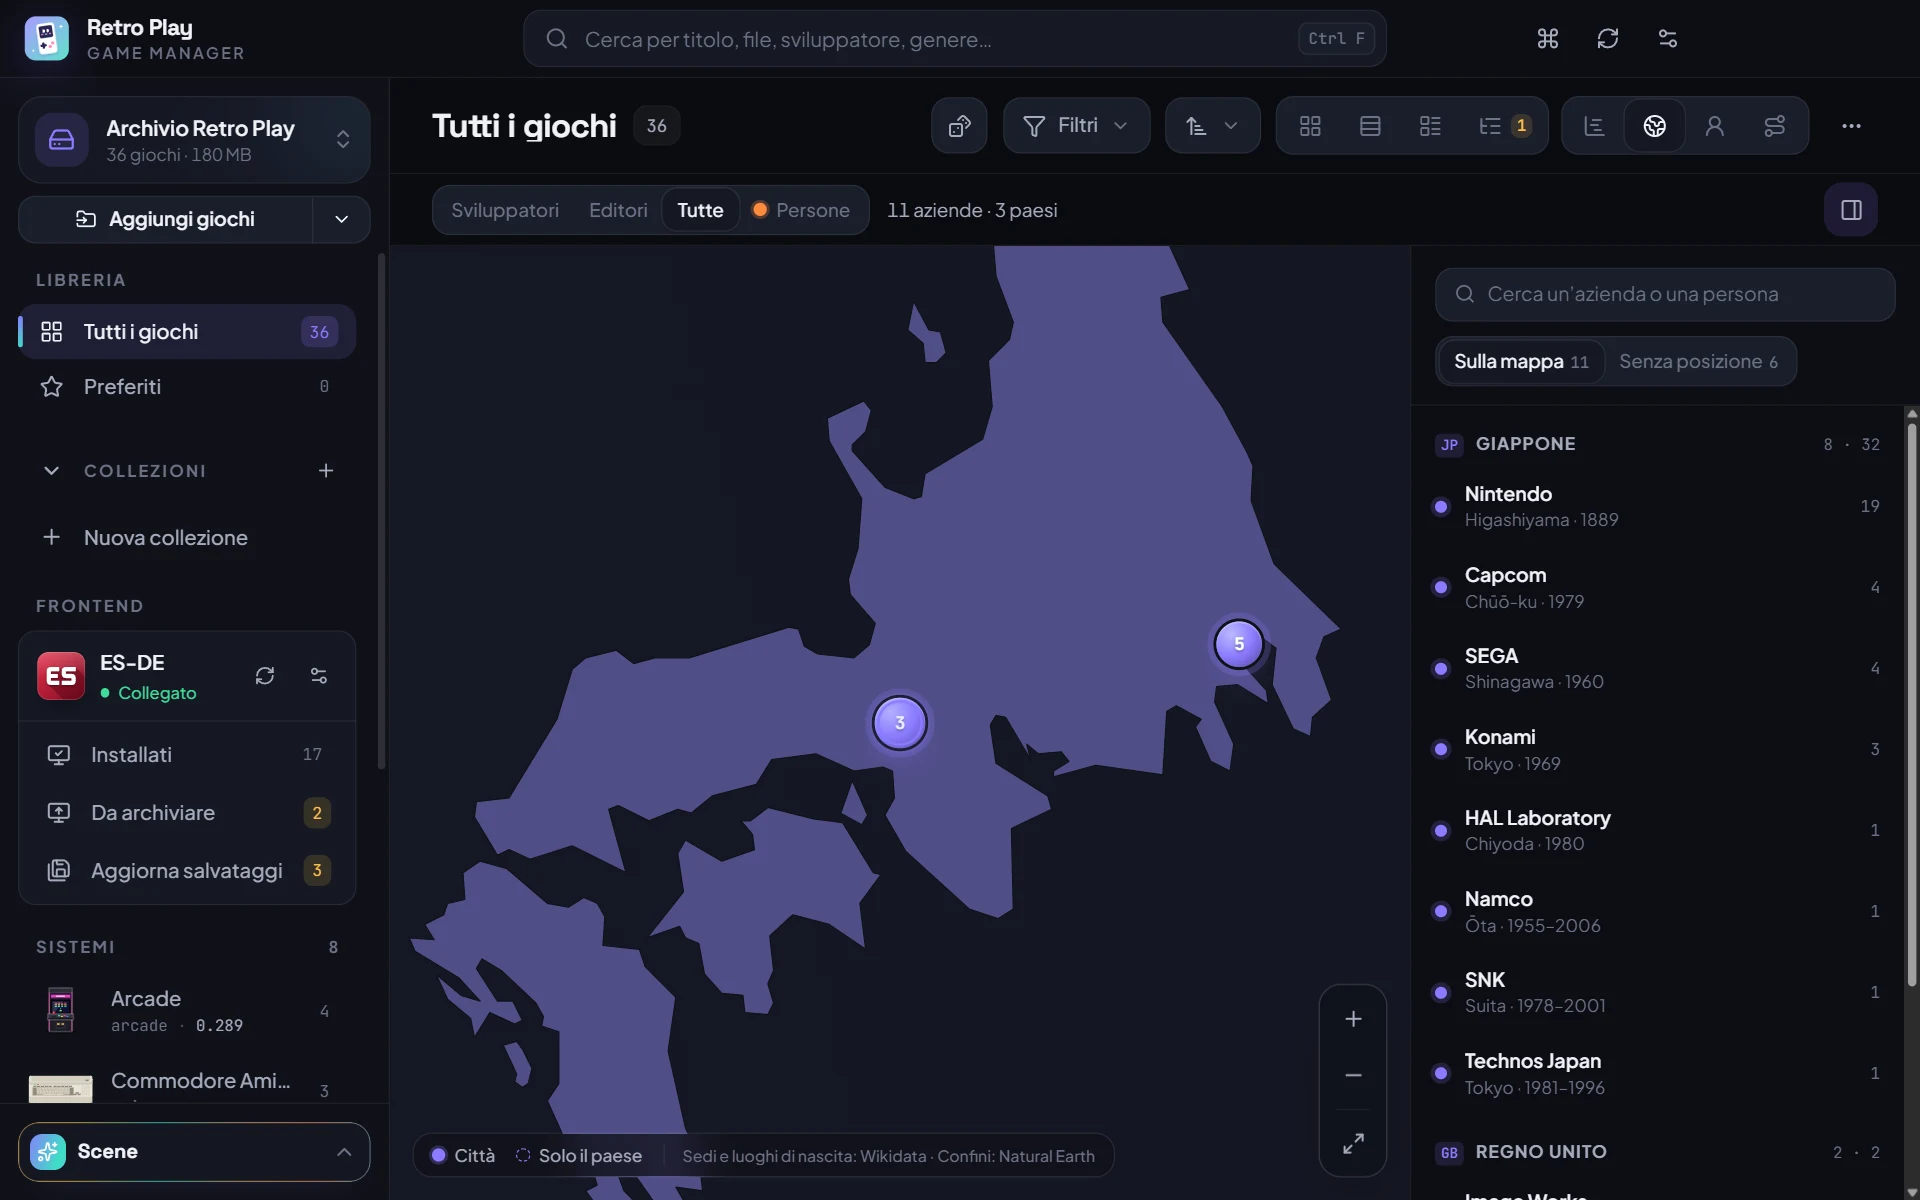 Retro Play
GAME MANAGER
Cerca per titolo, file, sviluppatore, genere…
Ctrl F
Archivio Retro Play
36 giochi · 180 MB
Aggiungi giochi
LIBRERIA
Tutti i giochi
36
Preferiti
0
COLLEZIONI
Nuova collezione
FRONTEND
ES
ES-DE
Collegato
Installati
17
Da archiviare
2
Aggiorna salvataggi
3
SISTEMI
8
Arcade
arcade · 0.289
4
Commodore Ami…
3
Scene
Tutti i giochi
36
Filtri
1
Sviluppatori
Editori
Tutte
Persone
11 aziende · 3 paesi
5
3
Città
Solo il paese
Sedi e luoghi di nascita: Wikidata · Confini: Natural Earth
Cerca un'azienda o una persona
Sulla mappa 11
Senza posizione 6
JP GIAPPONE
8 · 32
Nintendo
Higashiyama · 1889
19
Capcom
Chūō-ku · 1979
4
SEGA
Shinagawa · 1960
4
Konami
Tokyo · 1969
3
HAL Laboratory
Chiyoda · 1980
1
Namco
Ōta · 1955–2006
1
SNK
Suita · 1978–2001
1
Technos Japan
Tokyo · 1981–1996
1
GB REGNO UNITO
2 · 2
Image Works